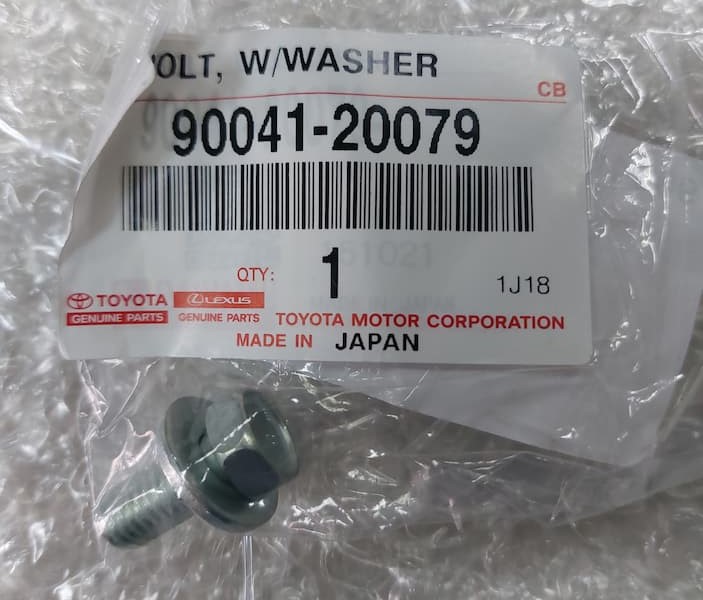 OLT, W/WASHER
CB
90041-20079
QTY: 1
1J18
TOYOTA LEXUS
GENUINE PARTS GENUINE PARTS TOYOTA MOTOR CORPORATION
MADE IN JAPAN